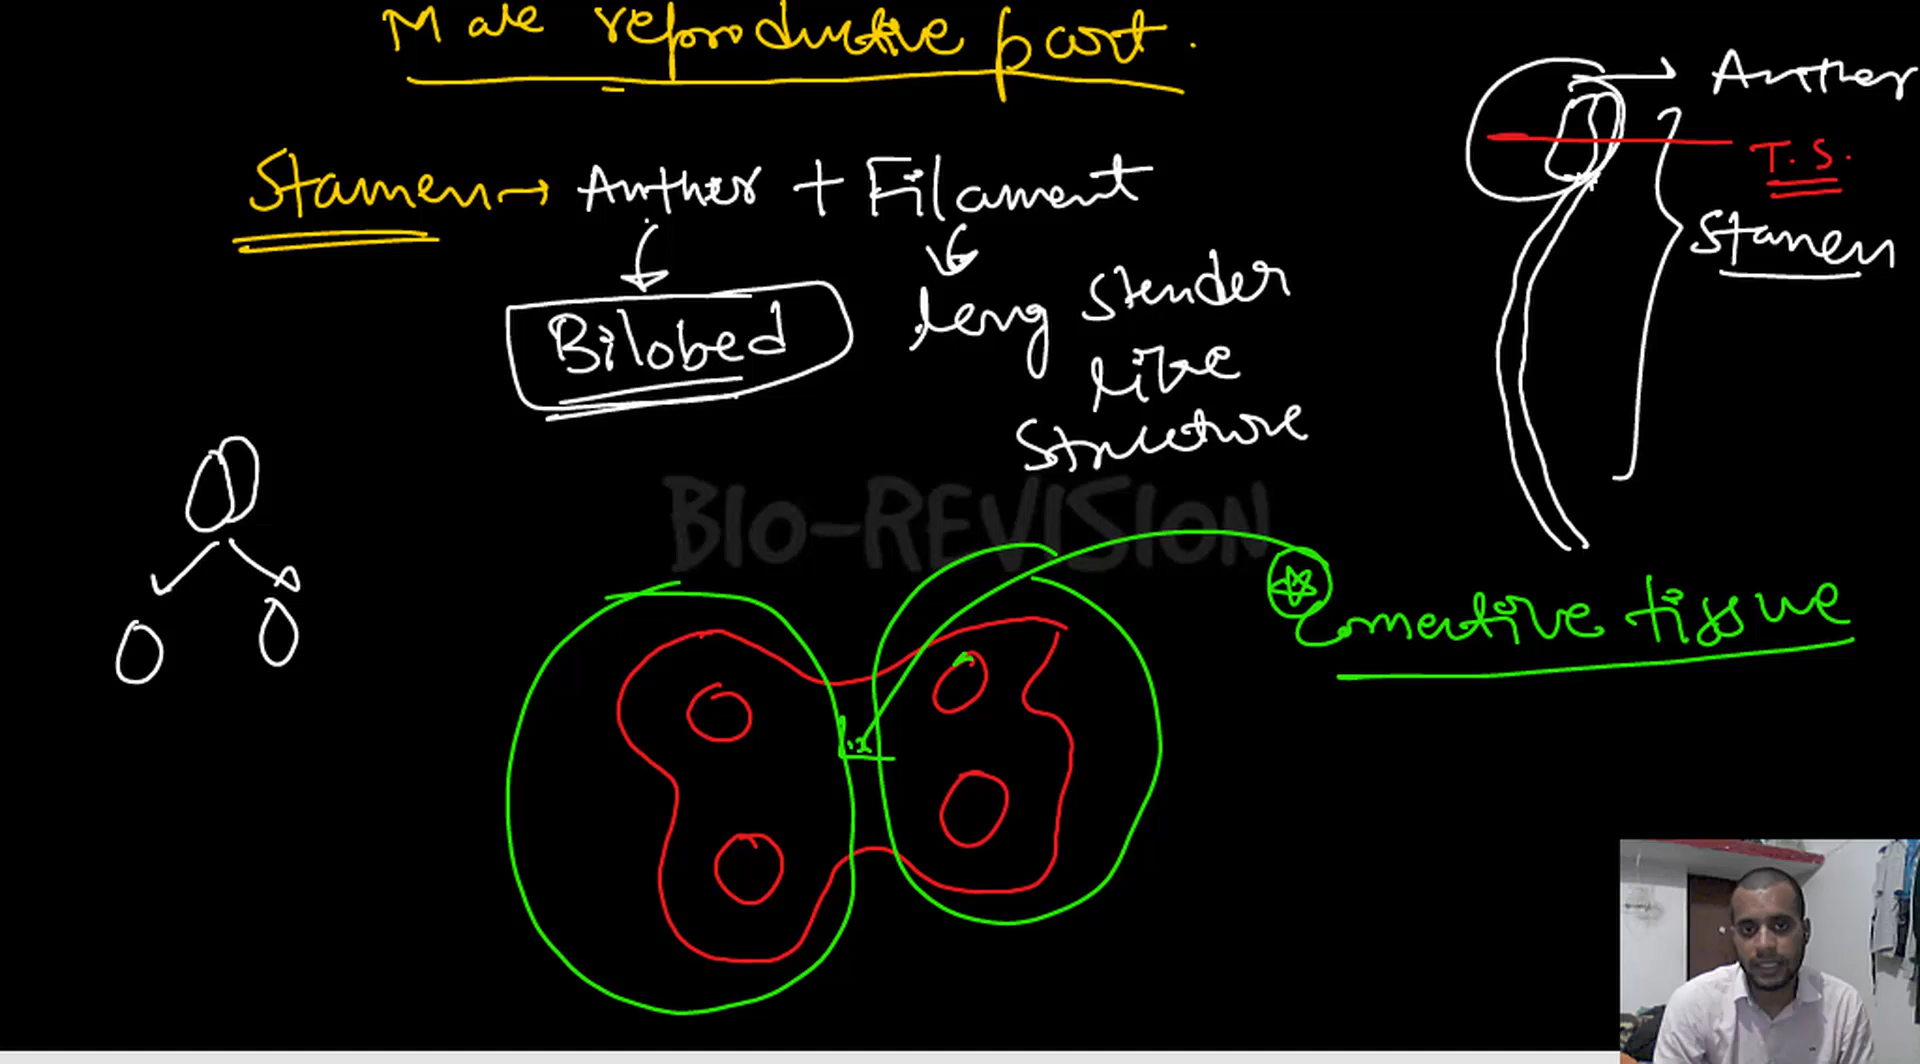 Male reproductive part.
Anther
Stamen → Anther + Filament
T.S.
Stamen
Bilobed
long slender
like
structure
BIO-REVISION
Connective tissue